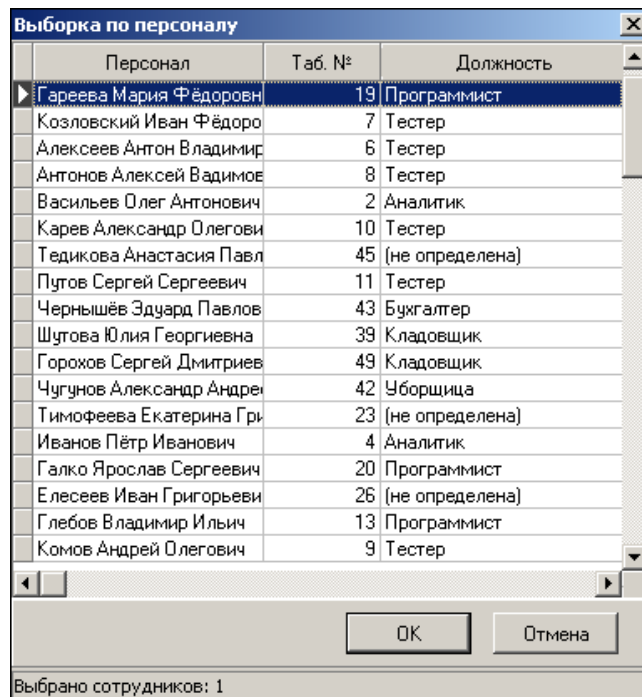 Выборка по персоналу
Персонал Таб. № Должность
Гареева Мария Фёдоровн 19 Программист
Козловский Иван Фёдоро 7 Тестер
Алексеев Антон Владимир 6 Тестер
Антонов Алексей Вадимов 8 Тестер
Васильев Олег Антонович 2 Аналитик
Карев Александр Олегови 10 Тестер
Тедикова Анастасия Павл 45 (не определена)
Путов Сергей Сергеевич 11 Тестер
Чернышёв Эдуард Павлов 43 Бухгалтер
Шутова Юлия Георгиевна 39 Кладовщик
Горохов Сергей Дмитриев 49 Кладовщик
Чугунов Александр Андре 42 Уборщица
Тимофеева Екатерина Гри 23 (не определена)
Иванов Пётр Иванович 4 Аналитик
Галко Ярослав Сергеевич 20 Программист
Елесеев Иван Григорьеви 26 (не определена)
Глебов Владимир Ильич 13 Программист
Комов Андрей Олегович 9 Тестер
OK Отмена
Выбрано сотрудников: 1